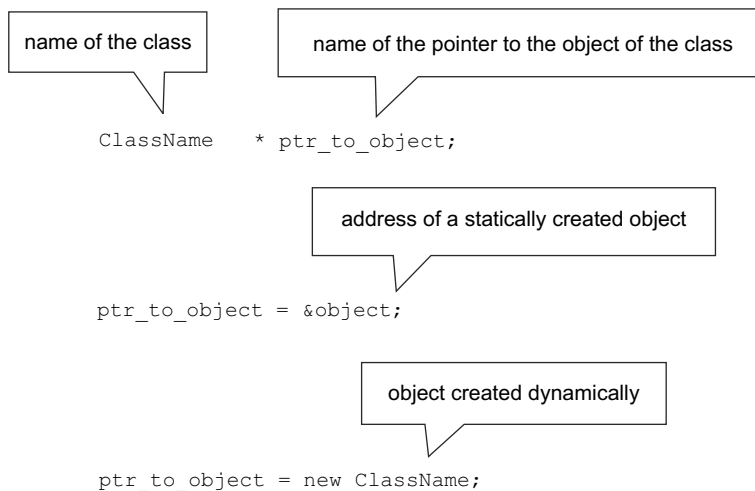 name of the class
name of the pointer to the object of the class
ClassName * ptr_to_object;
address of a statically created object
ptr_to_object = &object;
object created dynamically
ptr_to_object = new ClassName;